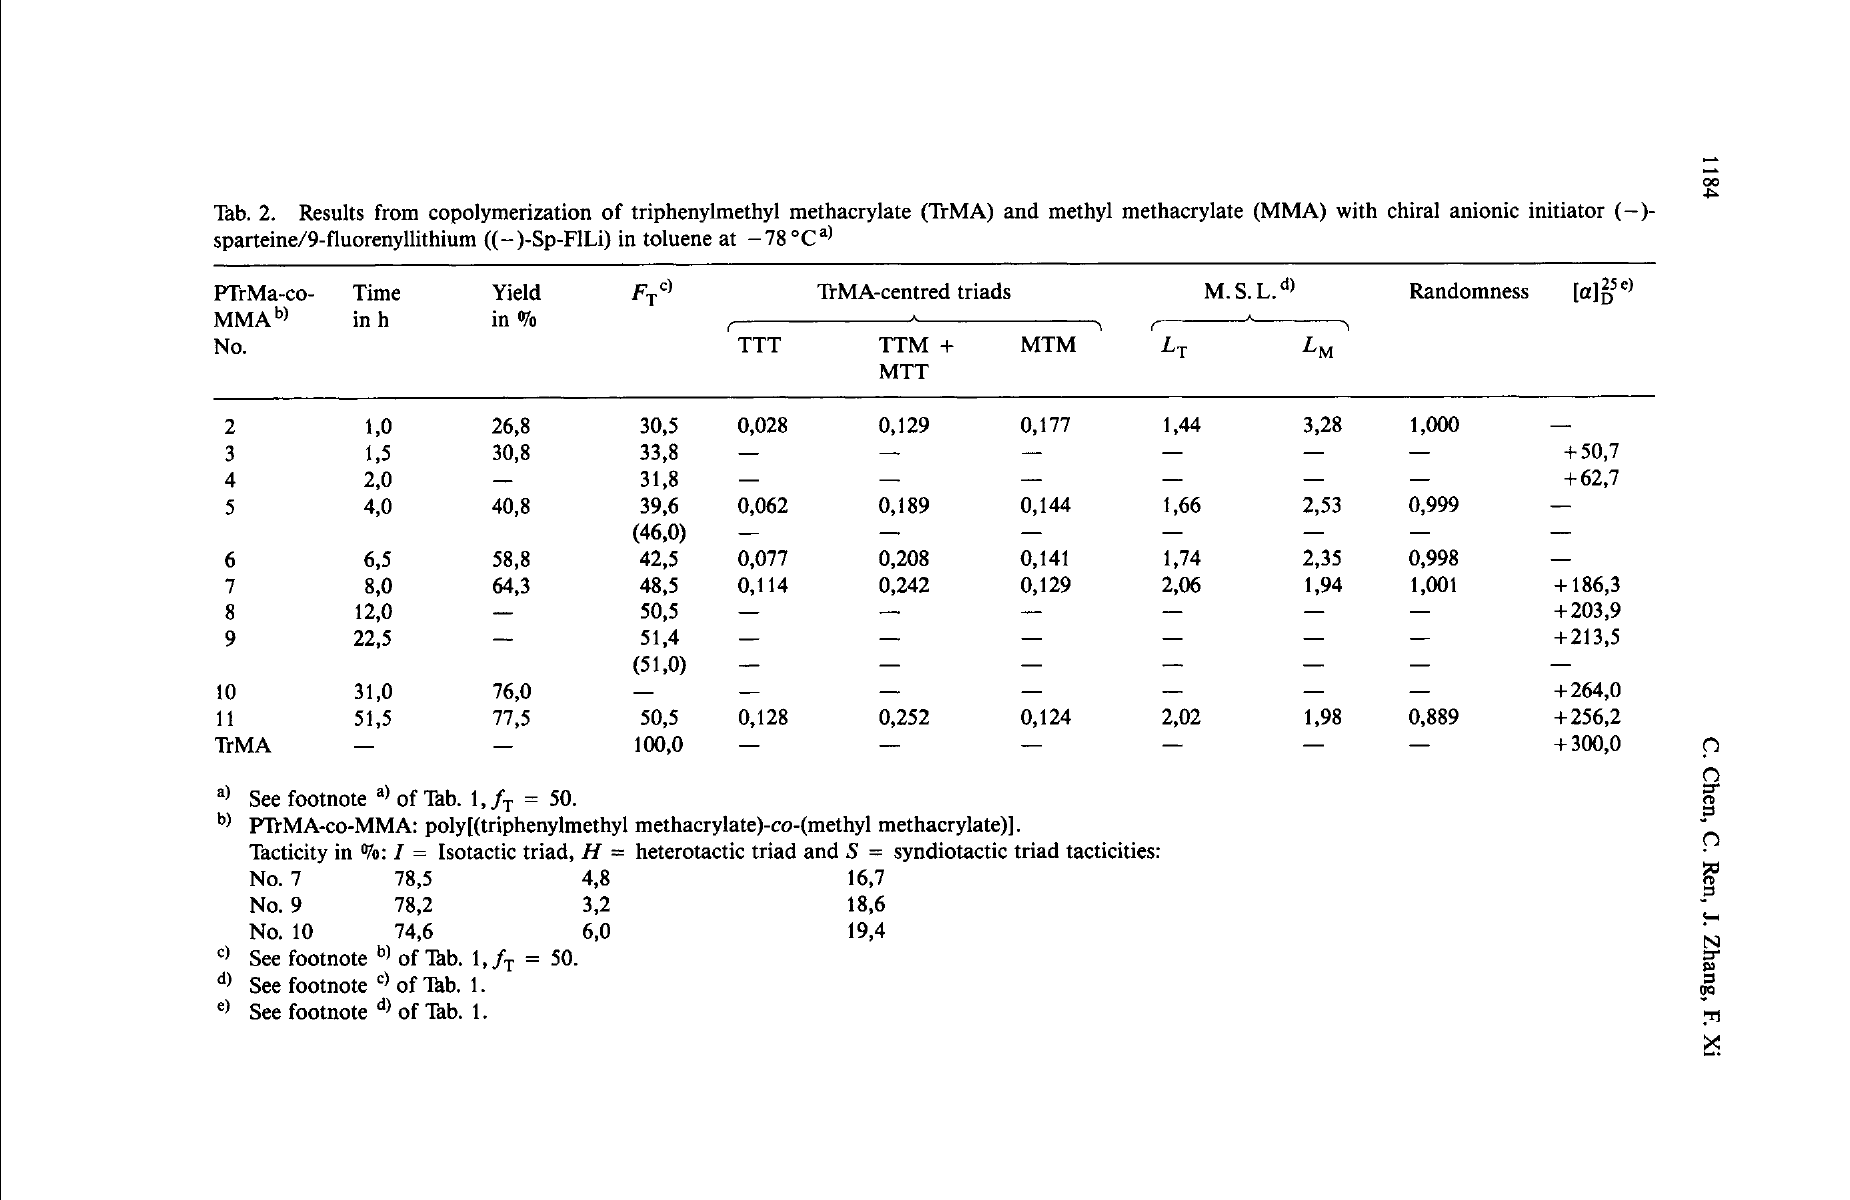 1184
Tab. 2. Results from copolymerization of triphenylmethyl methacrylate (TrMA) and methyl methacrylate (MMA) with chiral anionic initiator (−)-
sparteine/9-fluorenyllithium ((−)-Sp-FlLi) in toluene at −78 °C a)
PTrMa-co- Time Yield F_T c) TrMA-centred triads M. S. L. d) Randomness [α]25 D e)
MMA b) in h in %
No. TTT TTM + MTM L_T L_M
MTT
2 1,0 26,8 30,5 0,028 0,129 0,177 1,44 3,28 1,000 —
3 1,5 30,8 33,8 — — — — — — +50,7
4 2,0 — 31,8 — — — — — — +62,7
5 4,0 40,8 39,6 0,062 0,189 0,144 1,66 2,53 0,999 —
(46,0) — — — — — — —
6 6,5 58,8 42,5 0,077 0,208 0,141 1,74 2,35 0,998 —
7 8,0 64,3 48,5 0,114 0,242 0,129 2,06 1,94 1,001 +186,3
8 12,0 — 50,5 — — — — — — +203,9
9 22,5 — 51,4 — — — — — — +213,5
(51,0) — — — — — — —
10 31,0 76,0 — — — — — — — +264,0
11 51,5 77,5 50,5 0,128 0,252 0,124 2,02 1,98 0,889 +256,2
TrMA — — 100,0 — — — — — — +300,0
a) See footnote a) of Tab. 1, f_T = 50.
b) PTrMA-co-MMA: poly[(triphenylmethyl methacrylate)-co-(methyl methacrylate)].
Tacticity in %: I = Isotactic triad, H = heterotactic triad and S = syndiotactic triad tacticities:
No. 7 78,5 4,8 16,7
No. 9 78,2 3,2 18,6
No. 10 74,6 6,0 19,4
c) See footnote b) of Tab. 1, f_T = 50.
d) See footnote c) of Tab. 1.
e) See footnote d) of Tab. 1.
C. Chen, C. Ren, J. Zhang, F. Xi